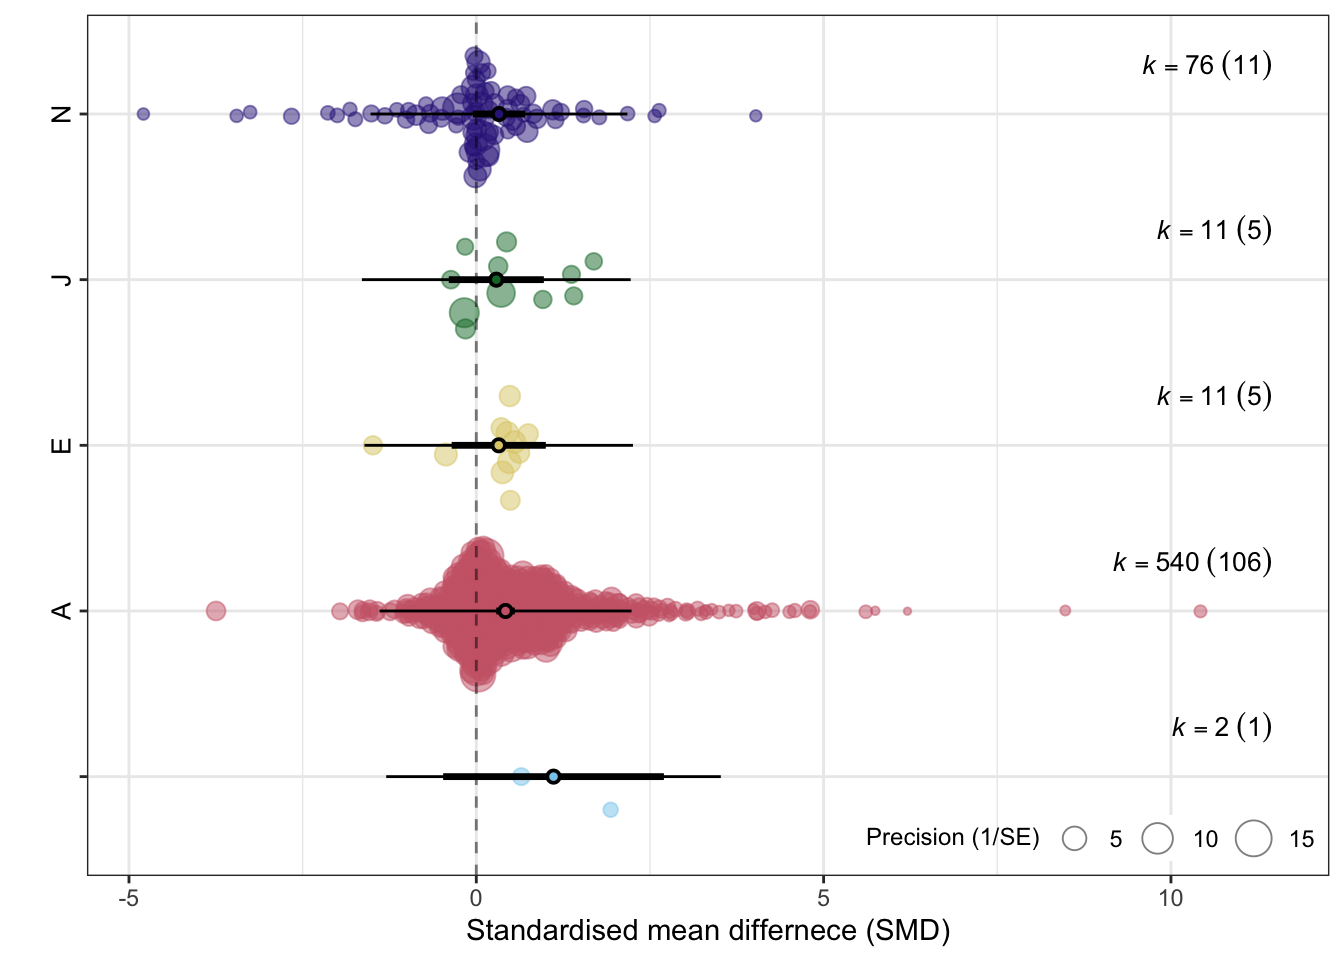 k = 76 (11)
N
k = 11 (5)
J
k = 11 (5)
E
k = 540 (106)
A
k = 2 (1)
Precision (1/SE) 5 10 15
-5 0 5 10
Standardised mean differnece (SMD)